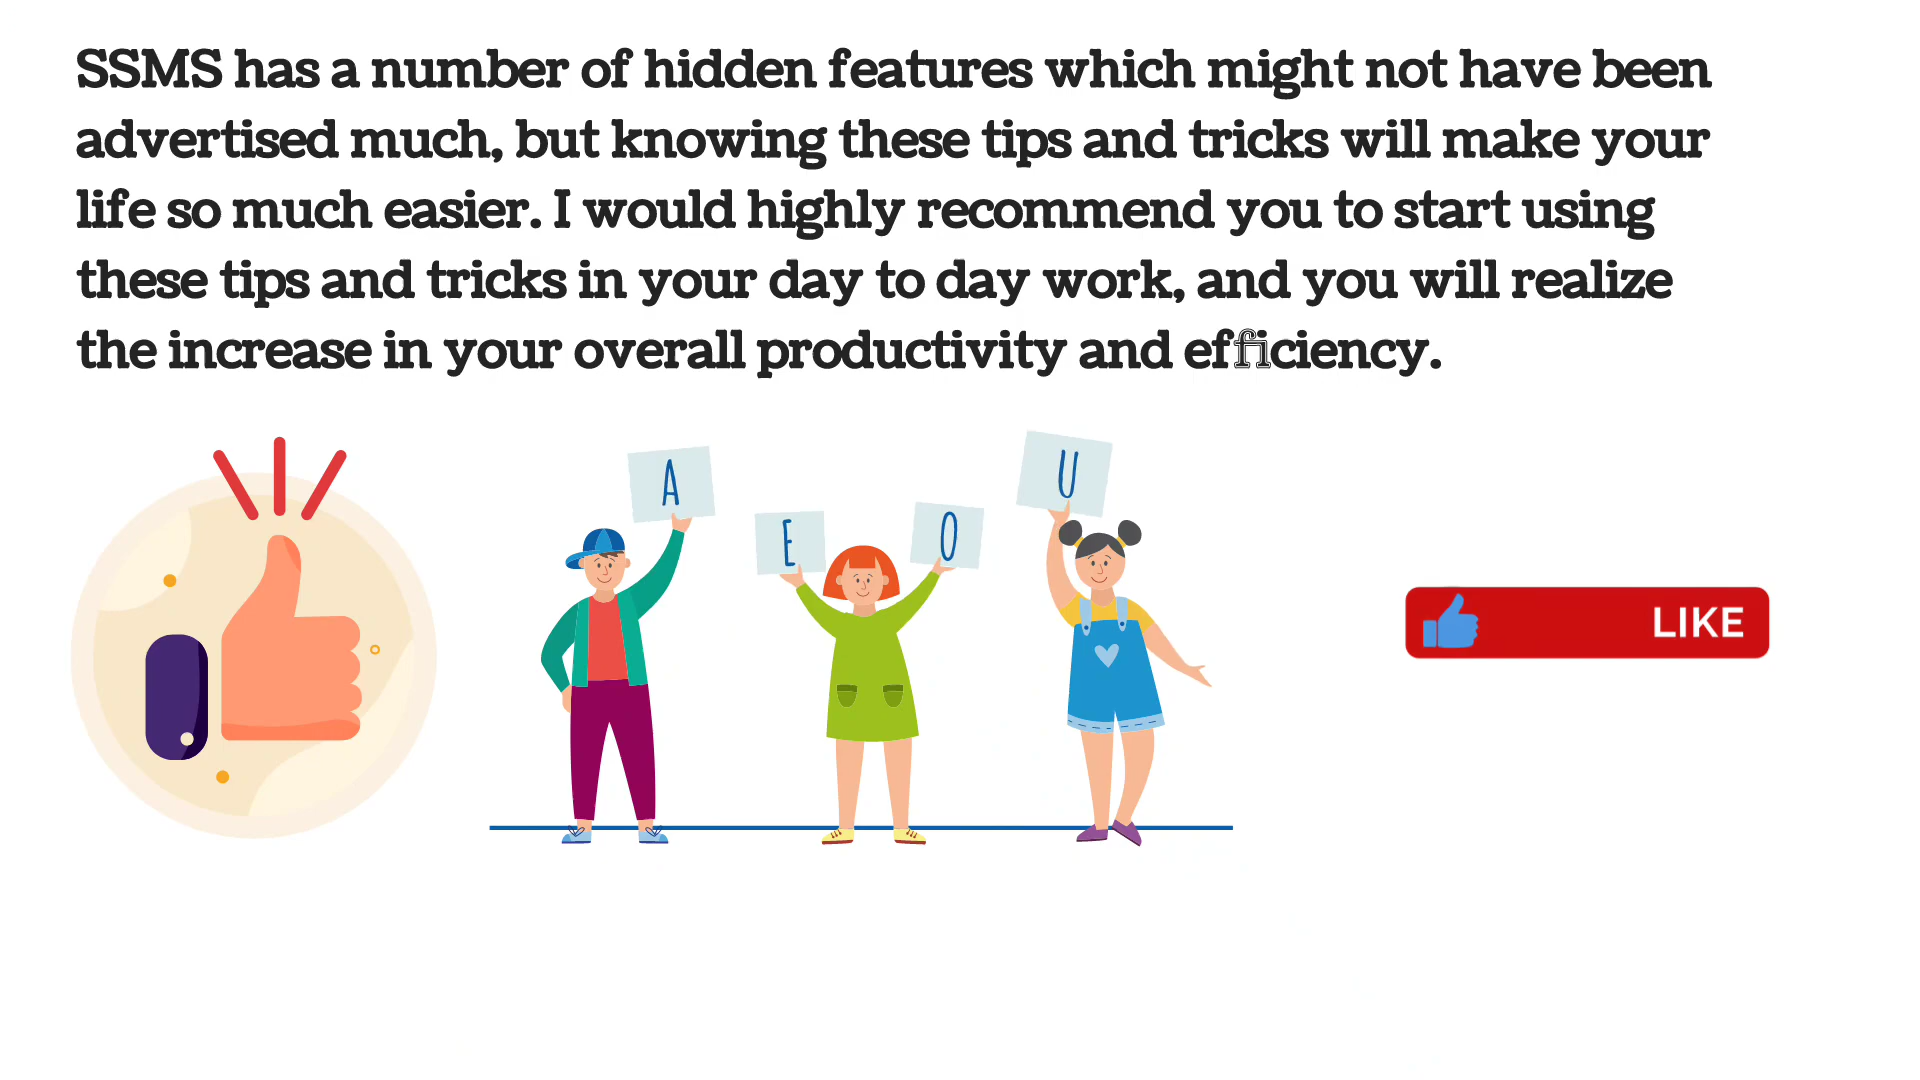 SSMS has a number of hidden features which might not have been
advertised much, but knowing these tips and tricks will make your
life so much easier. I would highly recommend you to start using
these tips and tricks in your day to day work, and you will realize
the increase in your overall productivity and efficiency.
A
E
O
U
LIKE